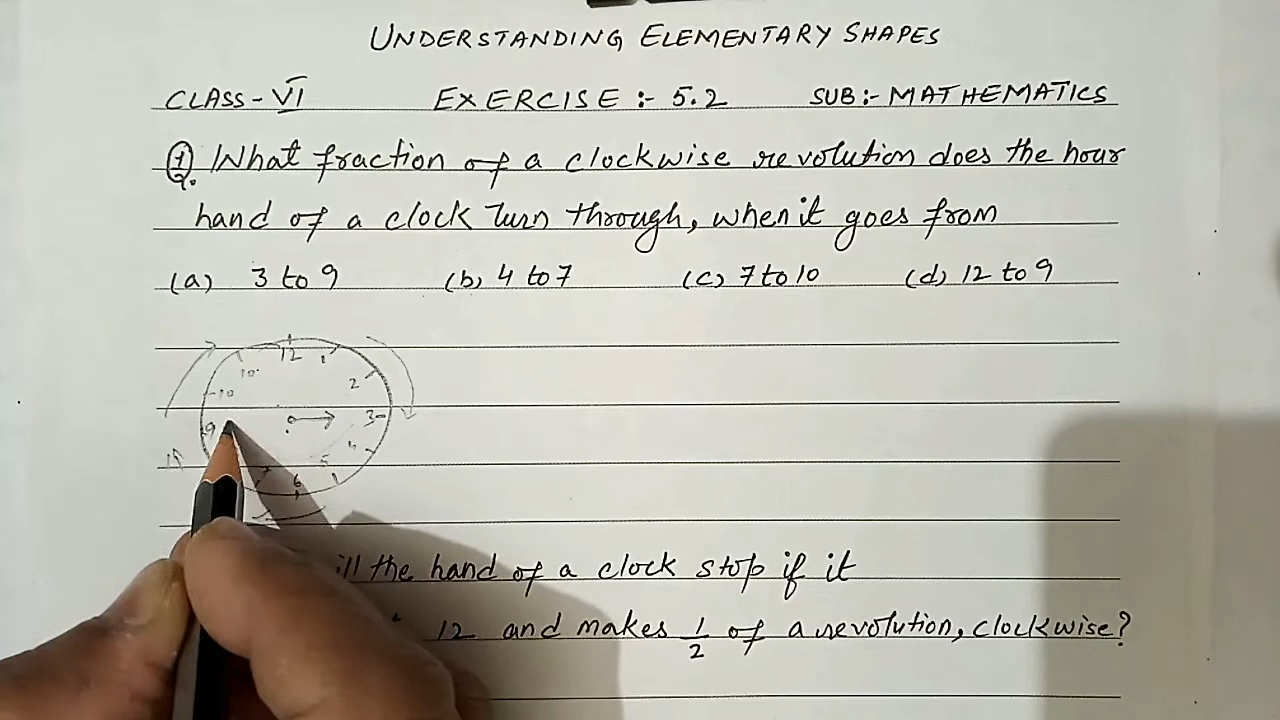 UNDERSTANDING ELEMENTARY SHAPES
CLASS - VI EXERCISE :- 5.2 SUB :- MATHEMATICS
Q1. What fraction of a clockwise revolution does the hour
hand of a clock turn through, when it goes from
(a) 3 to 9 (b) 4 to 7 (c) 7 to 10 (d) 12 to 9
12 1
10 2
10
9 3
4
5
6
the hand of a clock stop if it
12 and makes 1/2 of a revolution, clockwise?